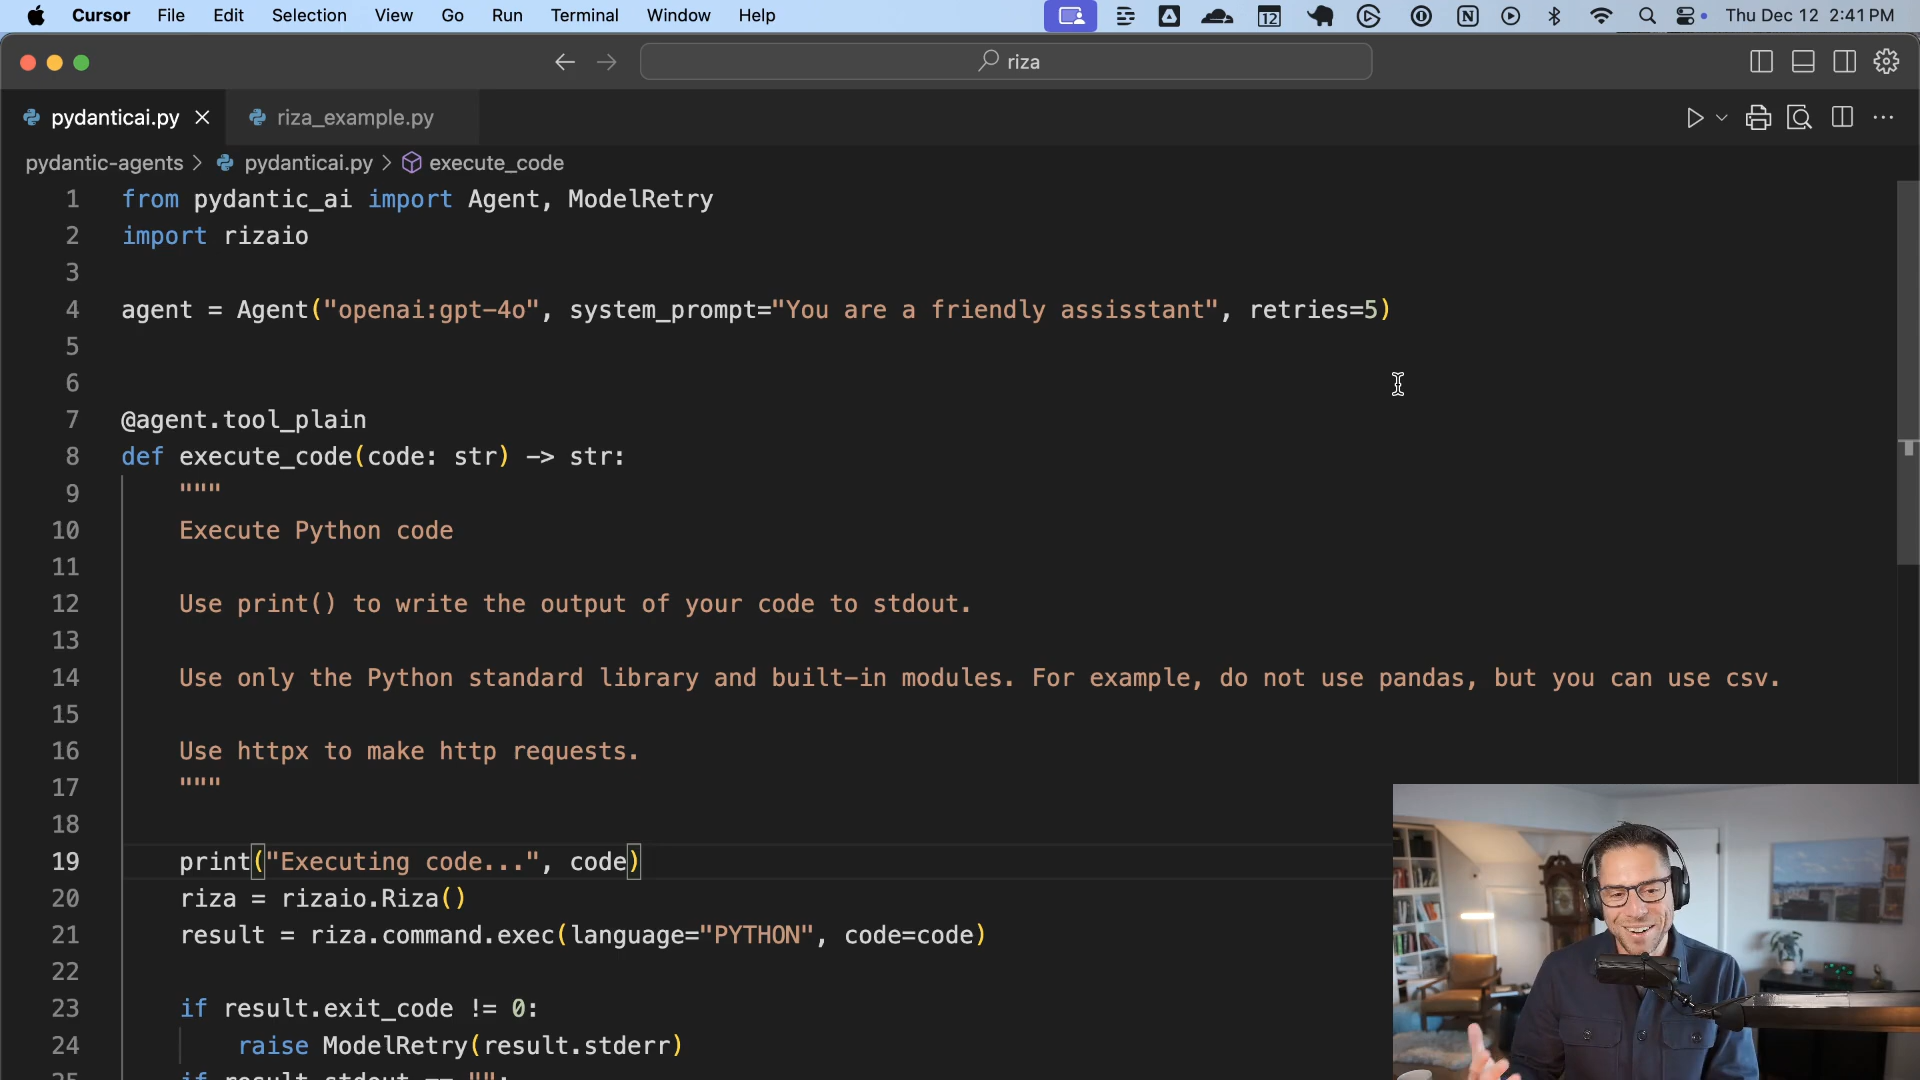 Cursor File Edit Selection View Go Run Terminal Window Help 12 Thu Dec 12 2:41 PM
riza
pydanticai.py riza_example.py
pydantic-agents > pydanticai.py > execute_code
1 from pydantic_ai import Agent, ModelRetry
2 import rizaio
3
4 agent = Agent("openai:gpt-4o", system_prompt="You are a friendly assisstant", retries=5)
5
6
7 @agent.tool_plain
8 def execute_code(code: str) -> str:
9 """
10 Execute Python code
11
12 Use print() to write the output of your code to stdout.
13
14 Use only the Python standard library and built-in modules. For example, do not use pandas, but you can use csv.
15
16 Use httpx to make http requests.
17 """
18
19 print("Executing code...", code)
20 riza = rizaio.Riza()
21 result = riza.command.exec(language="PYTHON", code=code)
22
23 if result.exit_code != 0:
24 raise ModelRetry(result.stderr)
25 if result.stdout == "":